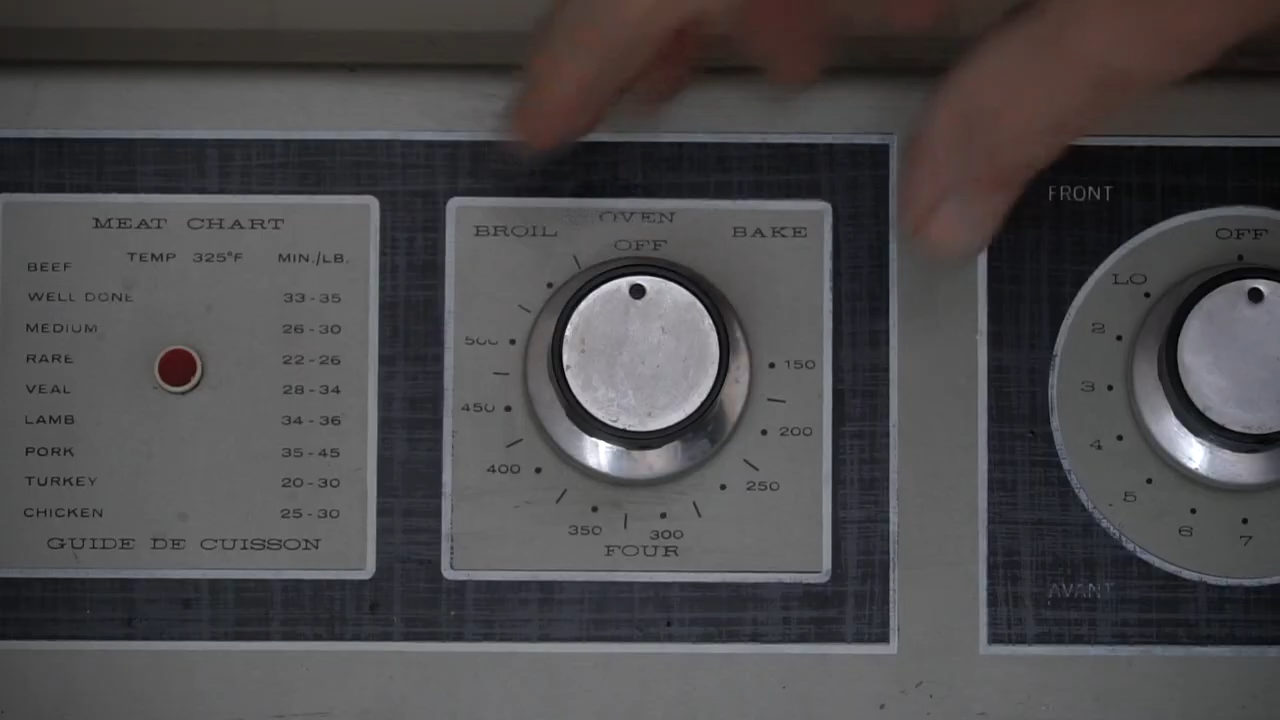 MEAT CHART
TEMP 325°F MIN./LB.
BEEF
WELL DONE 33-35
MEDIUM 26-30
RARE 22-26
VEAL 28-34
LAMB 34-36
PORK 35-45
TURKEY 20-30
CHICKEN 25-30
GUIDE DE CUISSON
OVEN
BROIL BAKE
OFF
500
450
400
350
300
250
200
150
FOUR
FRONT
OFF
LO
2
3
4
5
6
7
AVANT